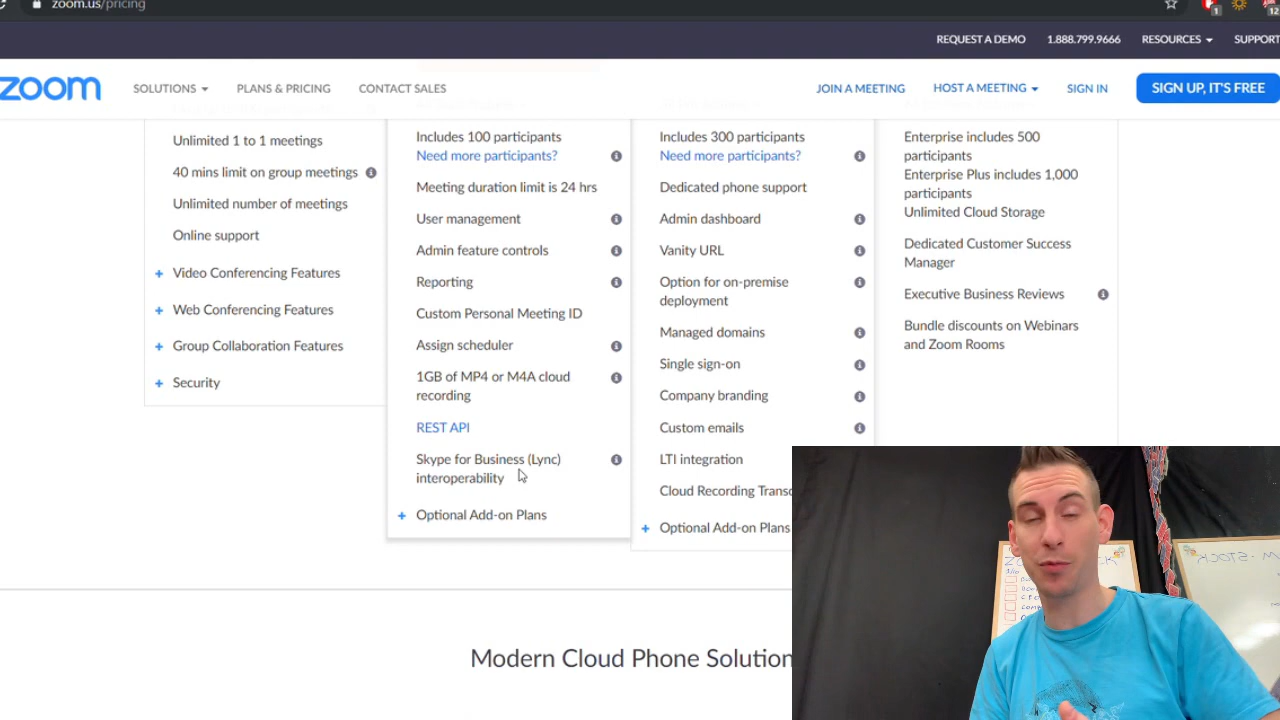 zoom.us/pricing
1
12
REQUEST A DEMO
1.888.799.9666
RESOURCES
SUPPORT
zoom
SOLUTIONS
PLANS & PRICING
CONTACT SALES
JOIN A MEETING
HOST A MEETING
SIGN IN
SIGN UP, IT'S FREE
Unlimited 1 to 1 meetings
40 mins limit on group meetings
Unlimited number of meetings
Online support
+ Video Conferencing Features
+ Web Conferencing Features
+ Group Collaboration Features
+ Security
Includes 100 participants
Need more participants?
Meeting duration limit is 24 hrs
User management
Admin feature controls
Reporting
Custom Personal Meeting ID
Assign scheduler
1GB of MP4 or M4A cloud
recording
REST API
Skype for Business (Lync)
interoperability
+ Optional Add-on Plans
Includes 300 participants
Need more participants?
Dedicated phone support
Admin dashboard
Vanity URL
Option for on-premise
deployment
Managed domains
Single sign-on
Company branding
Custom emails
LTI integration
Cloud Recording Transc
+ Optional Add-on Plans
Enterprise includes 500
participants
Enterprise Plus includes 1,000
participants
Unlimited Cloud Storage
Dedicated Customer Success
Manager
Executive Business Reviews
Bundle discounts on Webinars
and Zoom Rooms
Modern Cloud Phone Solution